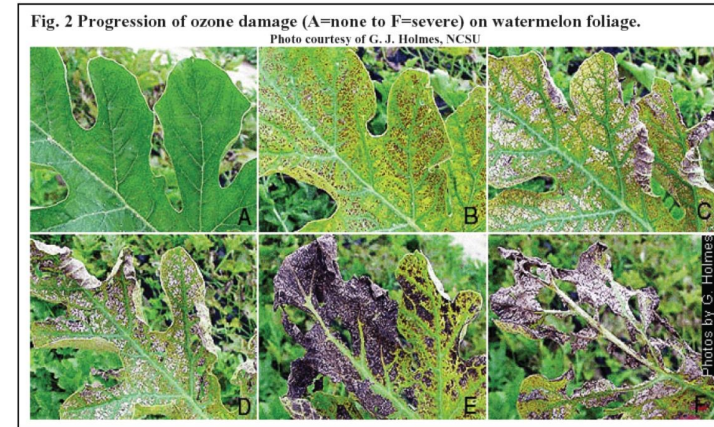 Fig. 2 Progression of ozone damage (A=none to F=severe) on watermelon foliage.
Photo courtesy of G. J. Holmes, NCSU
A
B
C
D
E
F
Photos by G. Holmes